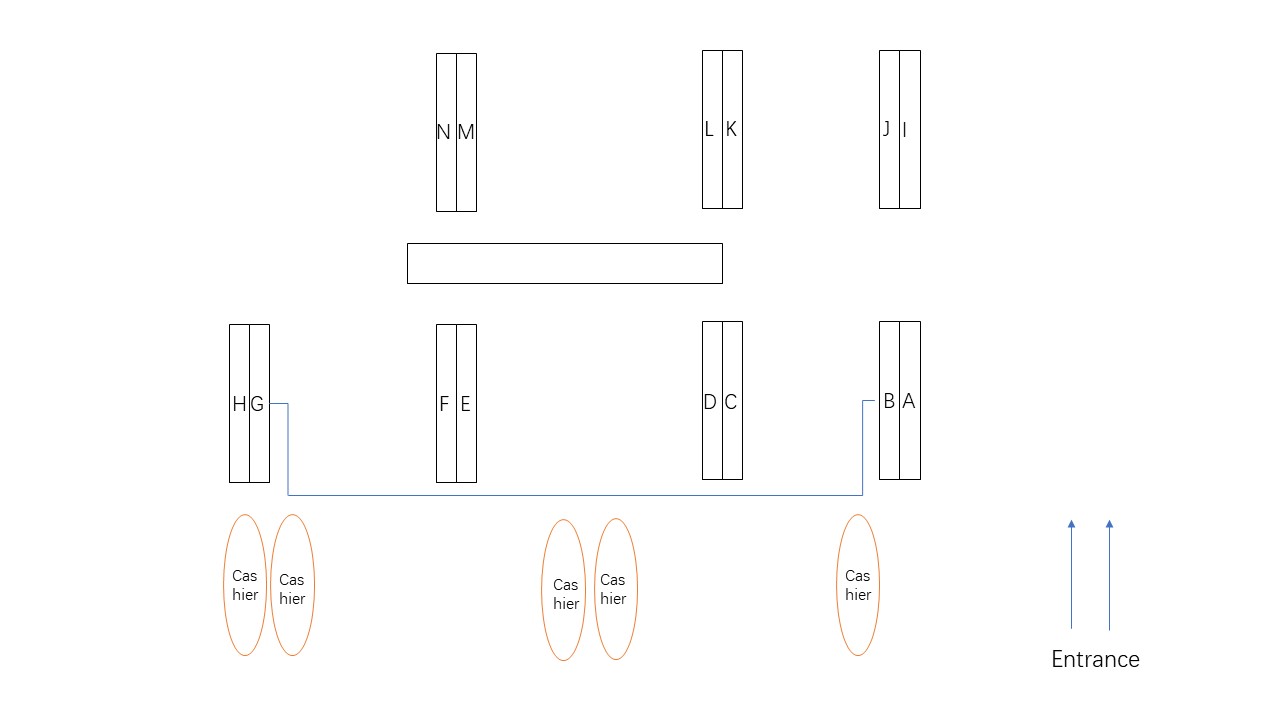 N M
L K
J I
H G
F E
D C
B A
Cas
hier
Cas
hier
Cas
hier
Cas
hier
Cas
hier
Entrance